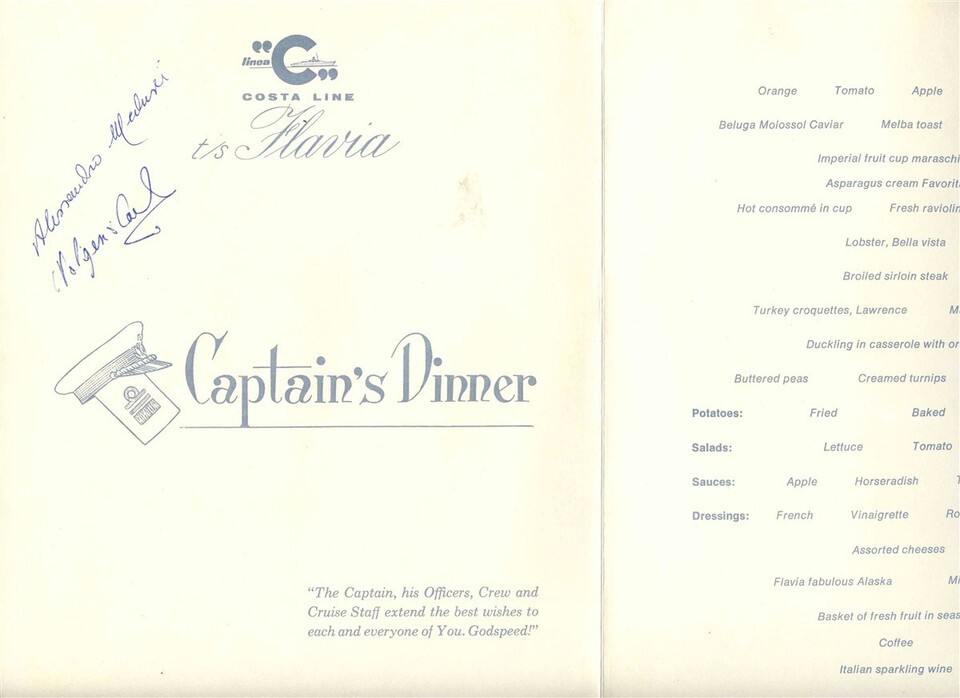 linea "C"
COSTA LINE
t/s Flavia
Alessandro
Captain's Dinner
"The Captain, his Officers, Crew and
Cruise Staff extend the best wishes to
each and everyone of You. Godspeed!"
Orange Tomato Apple
Beluga Molossol Caviar Melba toast
Imperial fruit cup maraschi
Asparagus cream Favorit
Hot consommé in cup Fresh raviolin
Lobster, Bella vista
Broiled sirloin steak
Turkey croquettes, Lawrence M
Duckling in casserole with or
Buttered peas Creamed turnips
Potatoes: Fried Baked
Salads: Lettuce Tomato
Sauces: Apple Horseradish T
Dressings: French Vinaigrette Ro
Assorted cheeses
Flavia fabulous Alaska Mi
Basket of fresh fruit in seas
Coffee
Italian sparkling wine